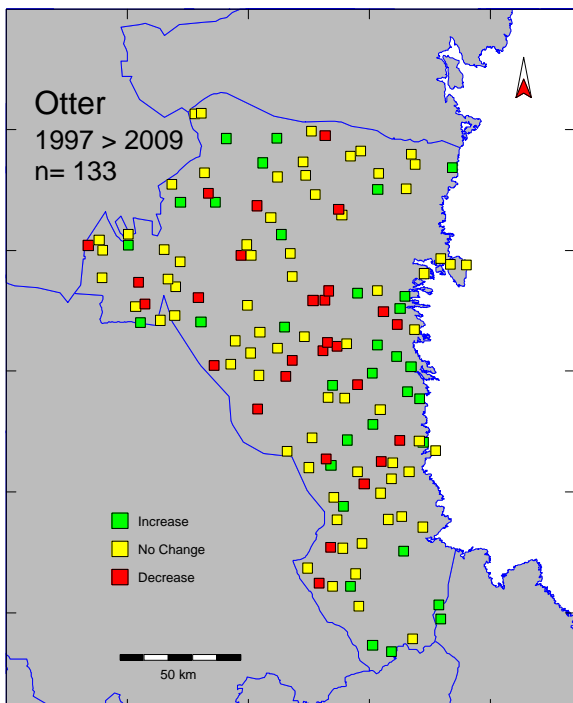 Otter
1997 > 2009
n= 133
Increase
No Change
Decrease
50 km